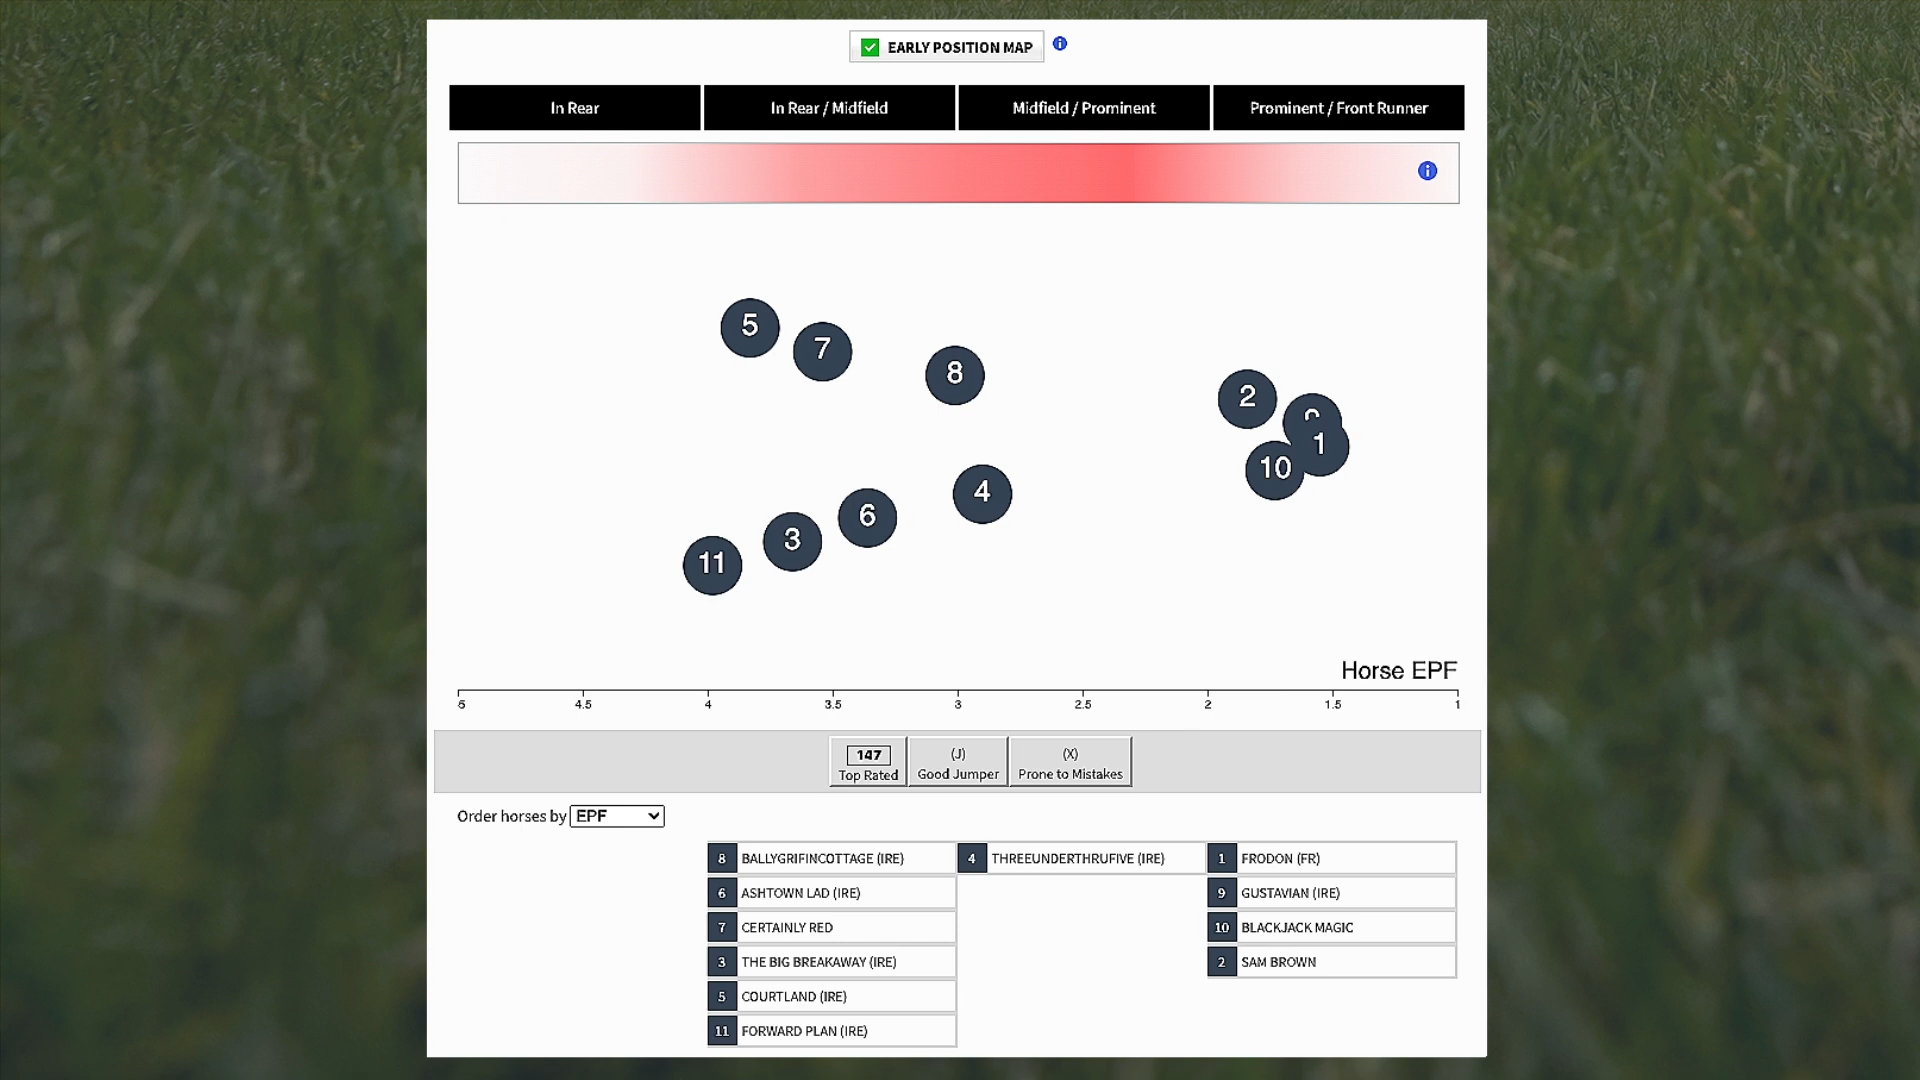 EARLY POSITION MAP
In Rear
In Rear / Midfield
Midfield / Prominent
Prominent / Front Runner
5
7
8
2
1
10
4
6
3
11
Horse EPF
5
4.5
4
3.5
3
2.5
2
1.5
1
147
Top Rated
(J)
Good Jumper
(X)
Prone to Mistakes
Order horses by EPF
8 BALLYGRIFINCOTTAGE (IRE)
6 ASHTOWN LAD (IRE)
7 CERTAINLY RED
3 THE BIG BREAKAWAY (IRE)
5 COURTLAND (IRE)
11 FORWARD PLAN (IRE)
4 THREEUNDERTHRUFIVE (IRE)
1 FRODON (FR)
9 GUSTAVIAN (IRE)
10 BLACKJACK MAGIC
2 SAM BROWN